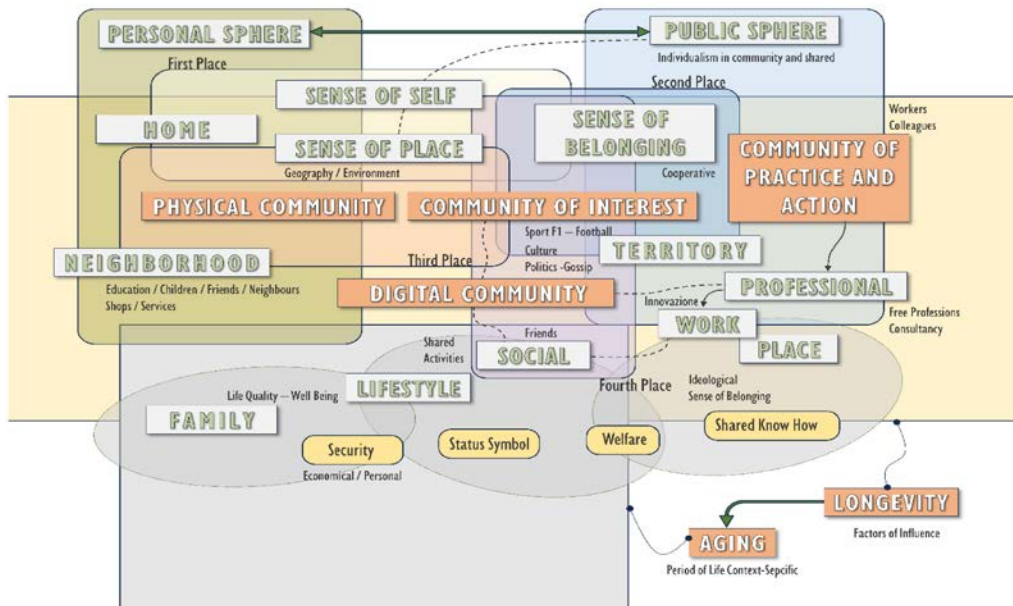 PERSONAL SPHERE
PUBLIC SPHERE
First Place
Individualism in community and shared
Second Place
SENSE OF SELF
HOME
SENSE OF
BELONGING
Workers
Colleagues
SENSE OF PLACE
Geography / Environment
Cooperative
COMMUNITY OF
PRACTICE AND
ACTION
PHYSICAL COMMUNITY
COMMUNITY OF INTEREST
Sport F1 – Football
Culture
Politics -Gossip
TERRITORY
NEIGHBORHOOD
Third Place
Education / Children / Friends / Neighbours
Shops / Services
DIGITAL COMMUNITY
PROFESSIONAL
Innovazione
Free Professions
Consultancy
WORK
PLACE
Friends
Shared
Activities
SOCIAL
Fourth Place
Ideological
Sense of Belonging
LIFESTYLE
Life Quality – Well Being
FAMILY
Security
Economical / Personal
Status Symbol
Welfare
Shared Know How
LONGEVITY
Factors of Influence
AGING
Period of Life Context-Sepcific